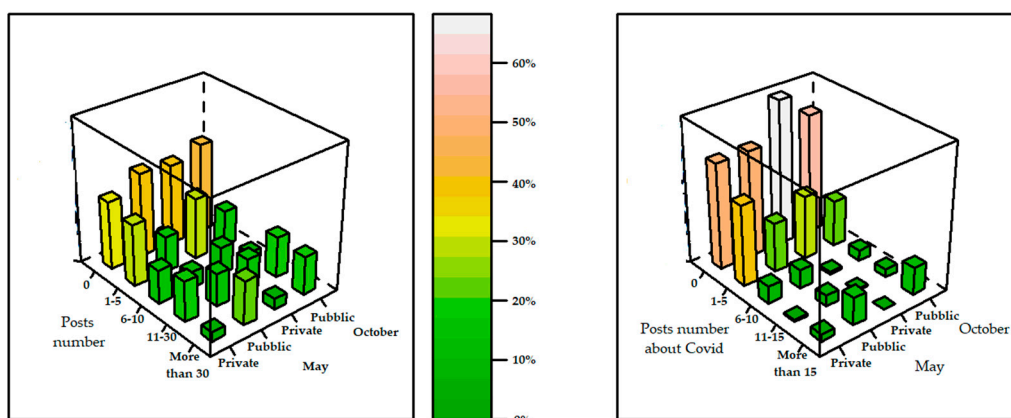 0
1-5
6-10
11-30
More
than 30
Posts
number
Private
Pubblic
Private
Pubblic
May
October
60%
50%
40%
30%
20%
10%
0%
0
1-5
6-10
11-15
More
than 15
Posts number
about Covid
Private
Pubblic
Private
Pubblic
May
October